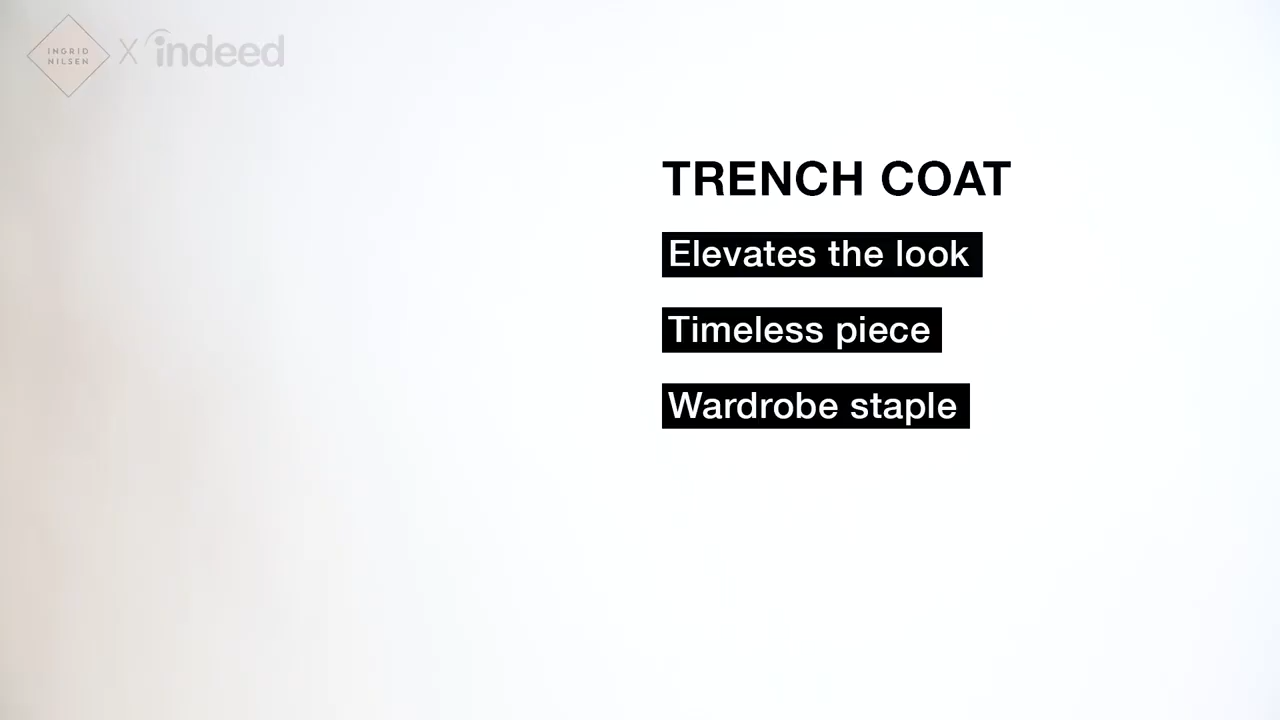 INGRID
NILSEN
X indeed
TRENCH COAT
Elevates the look
Timeless piece
Wardrobe staple